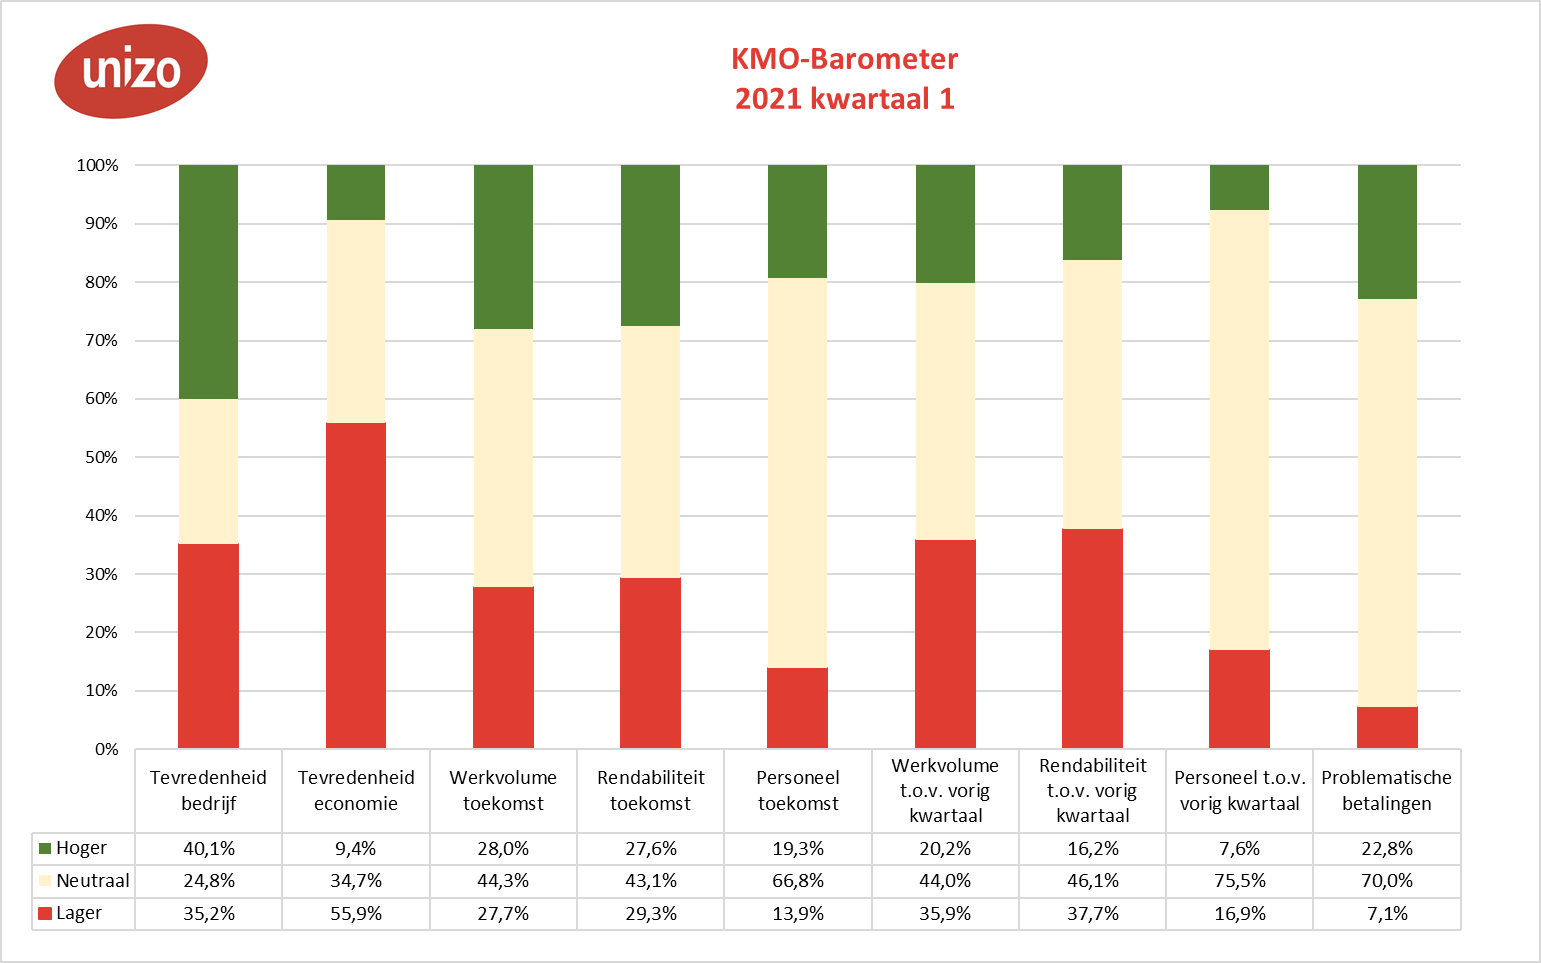 unizo
KMO-Barometer
2021 kwartaal 1
100%
90%
80%
70%
60%
50%
40%
30%
20%
10%
0%
Tevredenheid bedrijf
Tevredenheid economie
Werkvolume toekomst
Rendabiliteit toekomst
Personeel toekomst
Werkvolume t.o.v. vorig kwartaal
Rendabiliteit t.o.v. vorig kwartaal
Personeel t.o.v. vorig kwartaal
Problematische betalingen
Hoger 40,1% 9,4% 28,0% 27,6% 19,3% 20,2% 16,2% 7,6% 22,8%
Neutraal 24,8% 34,7% 44,3% 43,1% 66,8% 44,0% 46,1% 75,5% 70,0%
Lager 35,2% 55,9% 27,7% 29,3% 13,9% 35,9% 37,7% 16,9% 7,1%